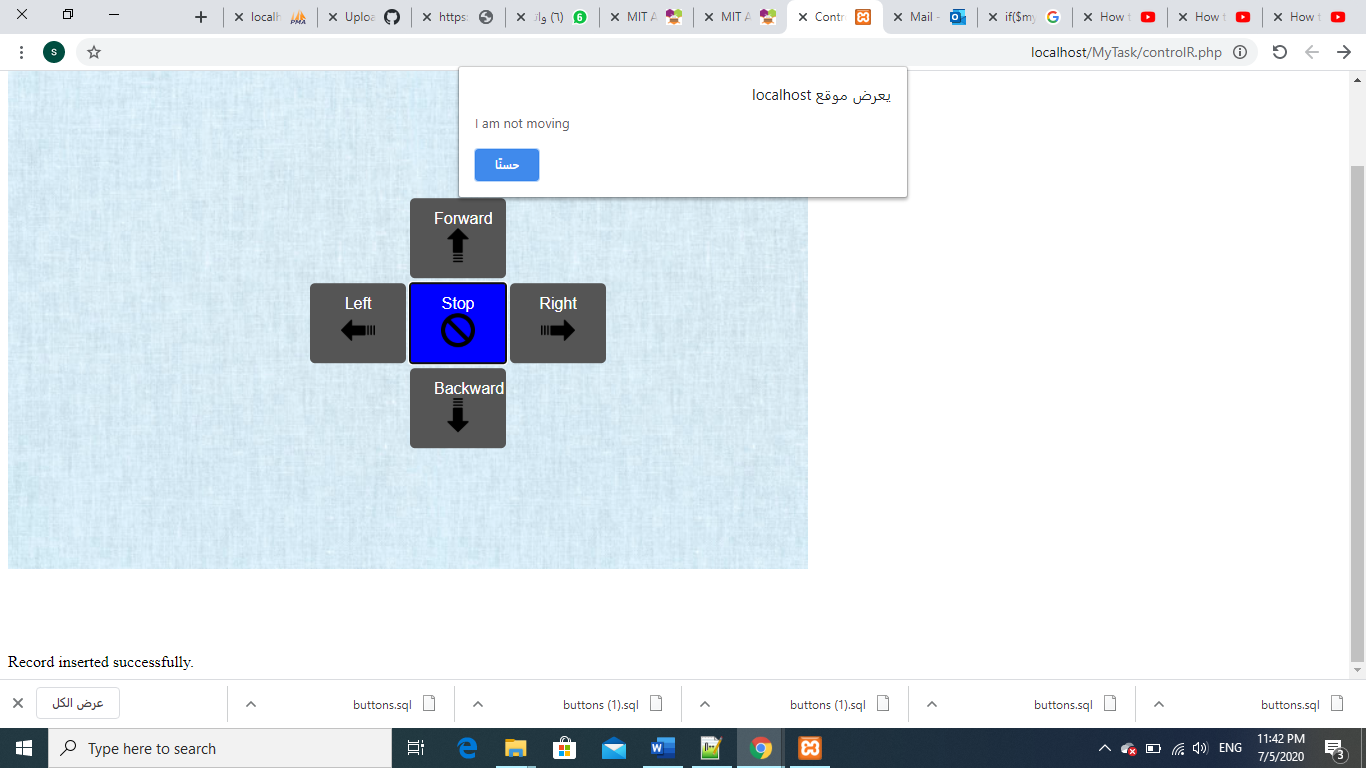 localh
Uploa
https:
(٦) وات
MIT A
MIT A
Contr
Mail -
if($my
How t
How t
How t
s
localhost/MyTask/controlR.php
يعرض موقع localhost
I am not moving
حسنًا
Forward
Left
Stop
Right
Backward
Record inserted successfully.
عرض الكل
buttons.sql
buttons (1).sql
buttons (1).sql
buttons.sql
buttons.sql
Type here to search
ENG
11:42 PM
7/5/2020
3